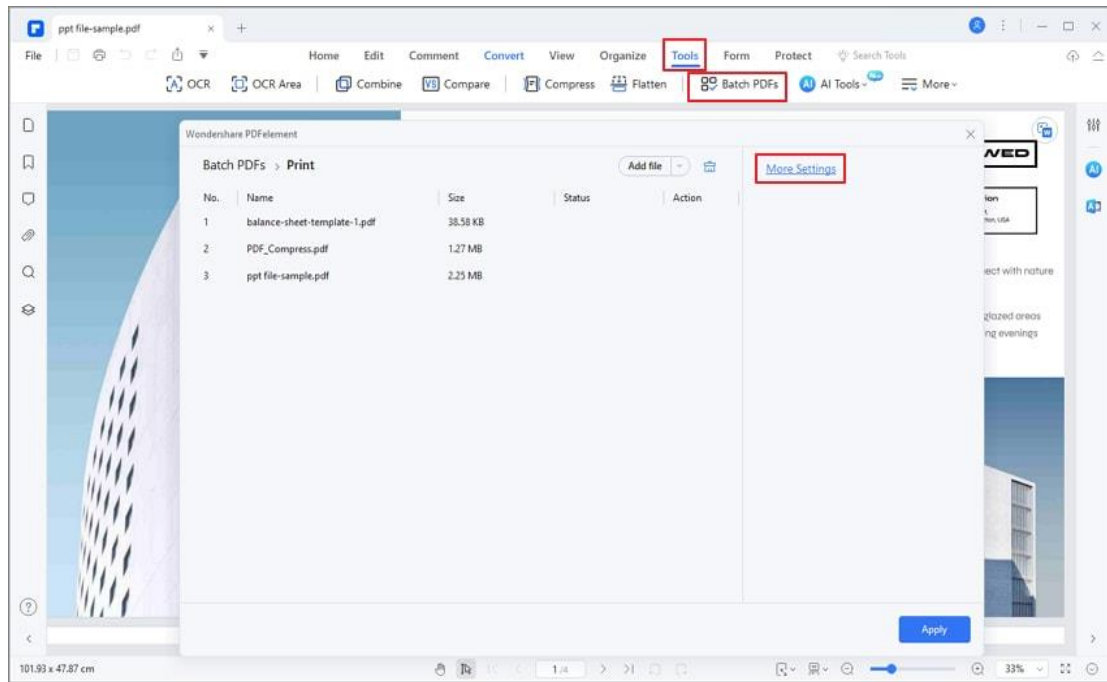 ppt file-sample.pdf
File
Home Edit Comment Convert View Organize Tools Form Protect Search Tools
OCR OCR Area Combine Compare Compress Flatten Batch PDFs AI Tools More
Wondershare PDFelement
Batch PDFs > Print Add file More Settings
No. Name Size Status Action
1 balance-sheet-template-1.pdf 38.58 KB
2 PDF_Compress.pdf 1.27 MB
3 ppt file-sample.pdf 2.25 MB
ect with nature
glazed areas
ng evenings
Apply
101.93 x 47.87 cm 1/4 33%